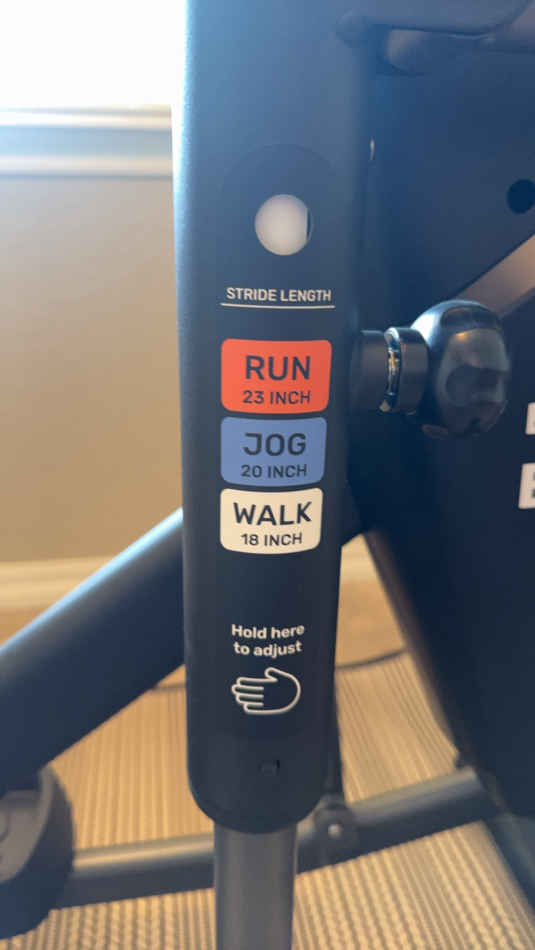 STRIDE LENGTH
RUN
23 INCH
JOG
20 INCH
WALK
18 INCH
Hold here
to adjust